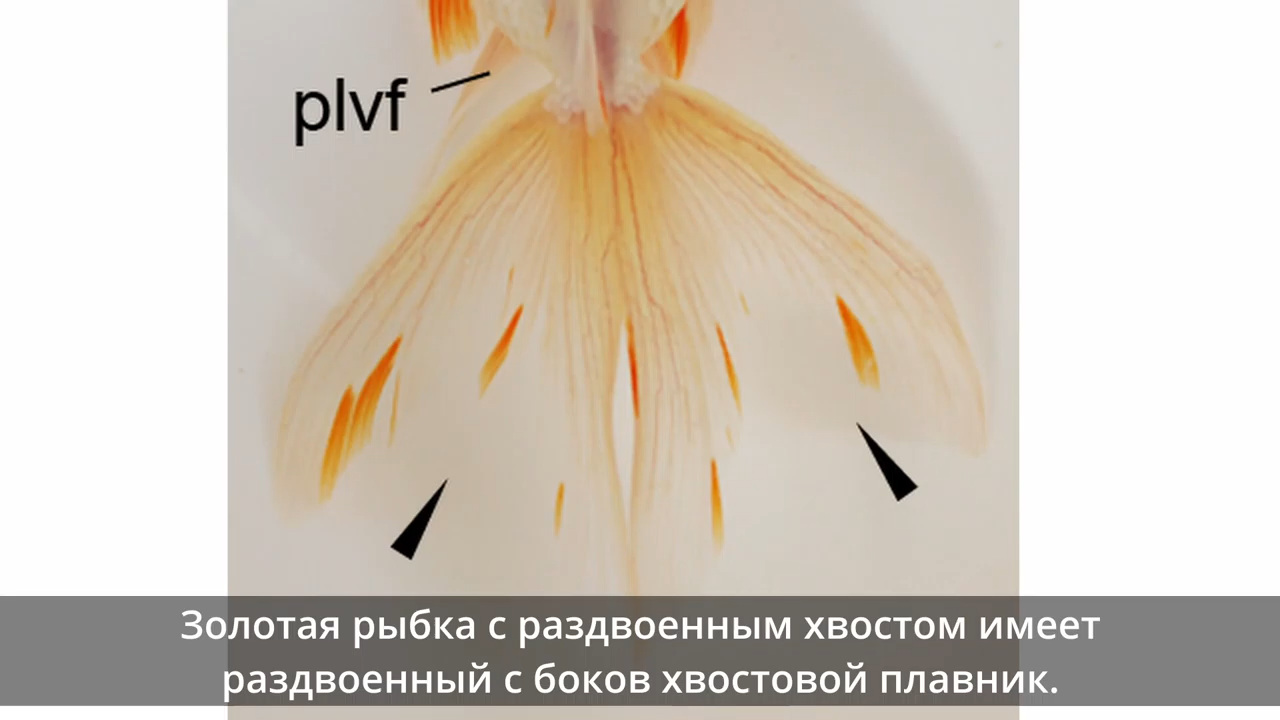 plvf
Золотая рыбка с раздвоенным хвостом имеет
раздвоенный с боков хвостовой плавник.